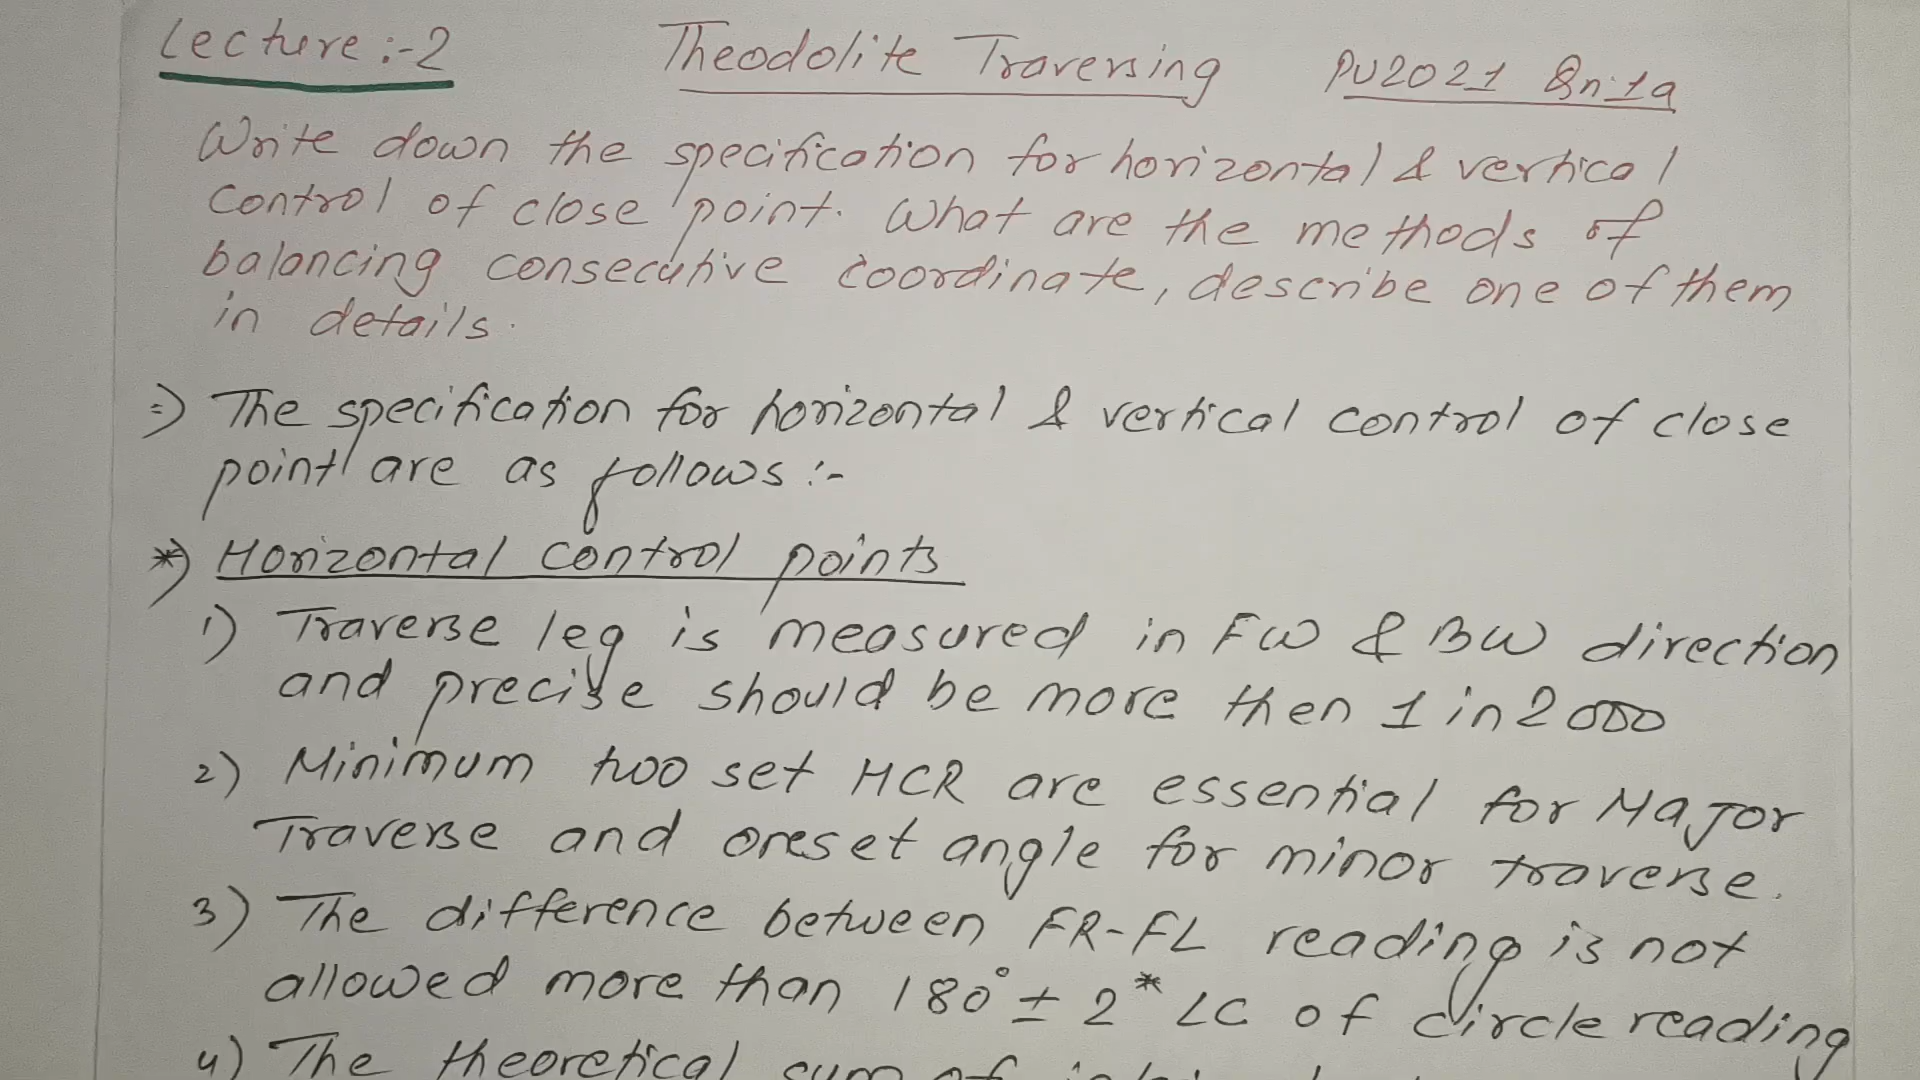 Lecture:-2 Theodolite Traversing PU2021 Qn:1a
Write down the specification for horizontal & vertical
control of close point. What are the methods of
balancing consecutive coordinate, describe one of them
in details.
=) The specification for horizontal & vertical control of close
point are as follows :-
*) Horizontal control points
1) Traverse leg is measured in FW & BW direction
and precise should be more then 1 in 2000
2) Minimum two set HCR are essential for Major
Traverse and one set angle for minor traverse.
3) The difference between FR-FL reading is not
allowed more than 180° ± 2 * LC of circle reading
4) The theoretical sum of